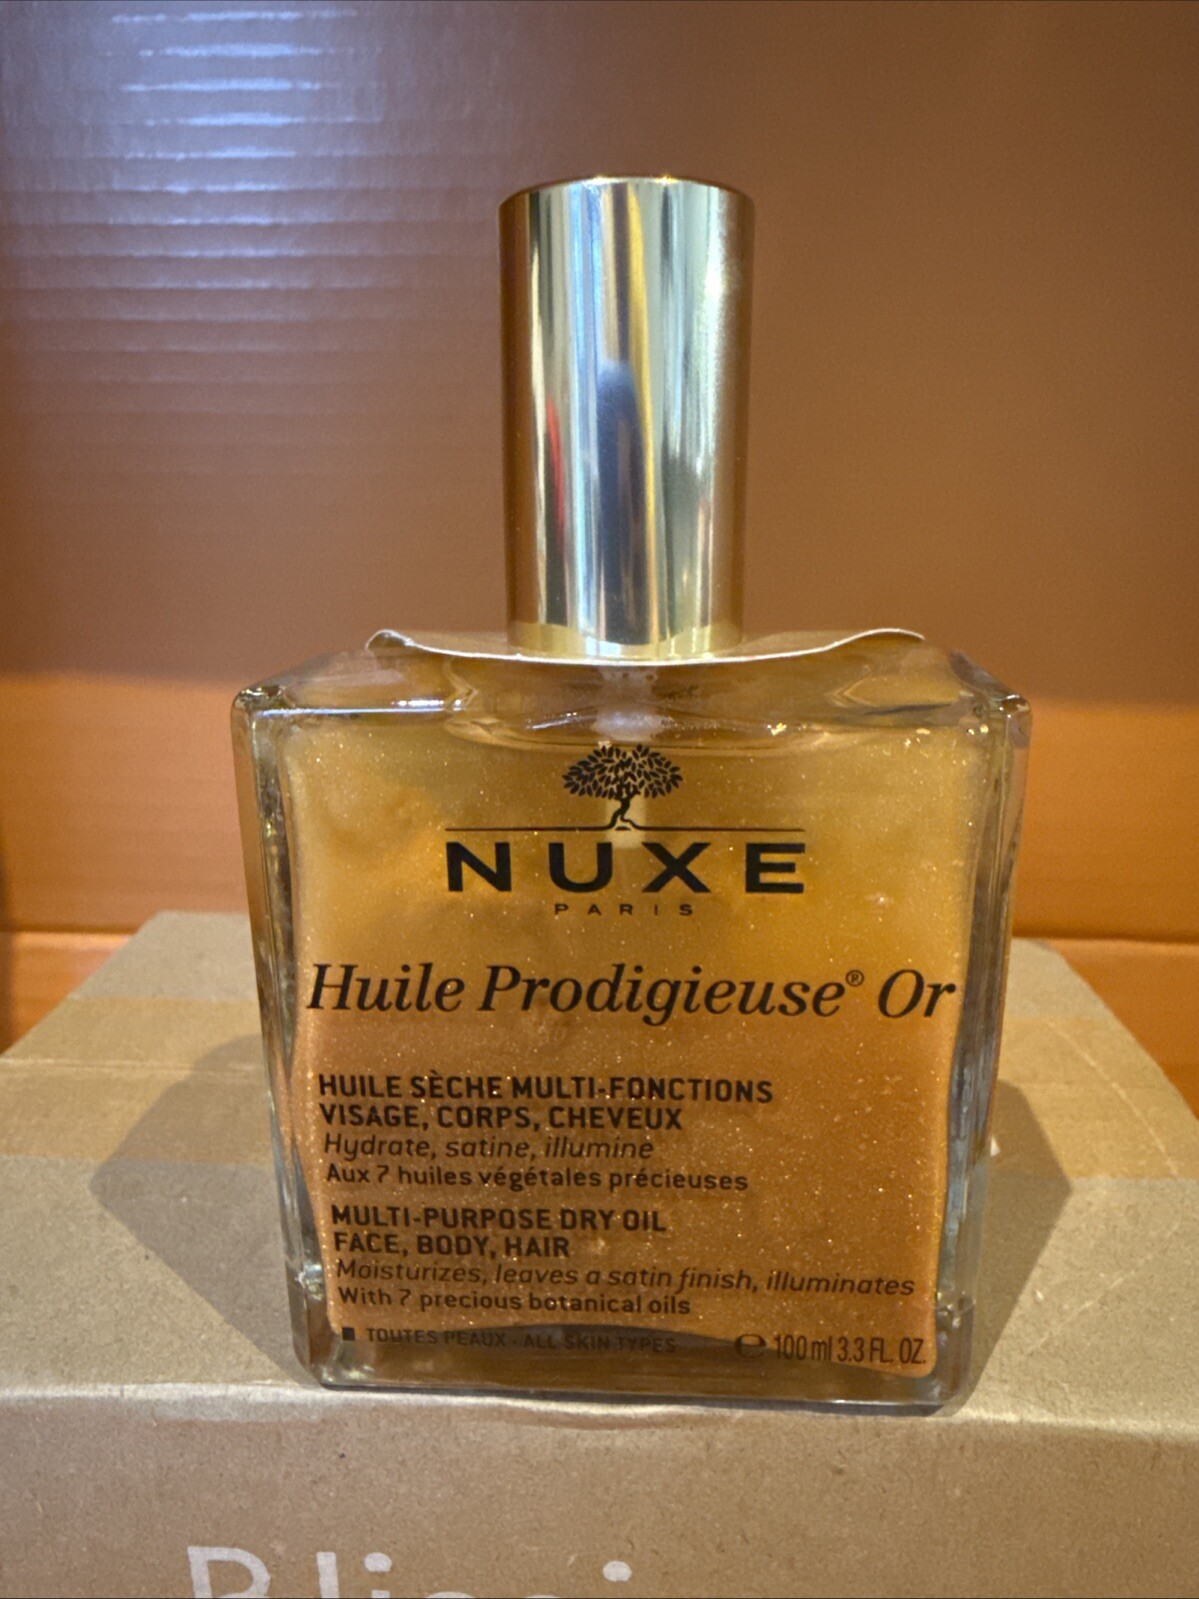 NUXE
PARIS
Huile Prodigieuse® Or
HUILE SÈCHE MULTI-FONCTIONS
VISAGE, CORPS, CHEVEUX
Hydrate, satine, illumine
Aux 7 huiles végétales précieuses
MULTI-PURPOSE DRY OIL
FACE, BODY, HAIR
Moisturizes, leaves a satin finish, illuminates
With 7 precious botanical oils
TOUTES PEAUX - ALL SKIN TYPES ℮ 100 ml 3.3 FL. OZ.